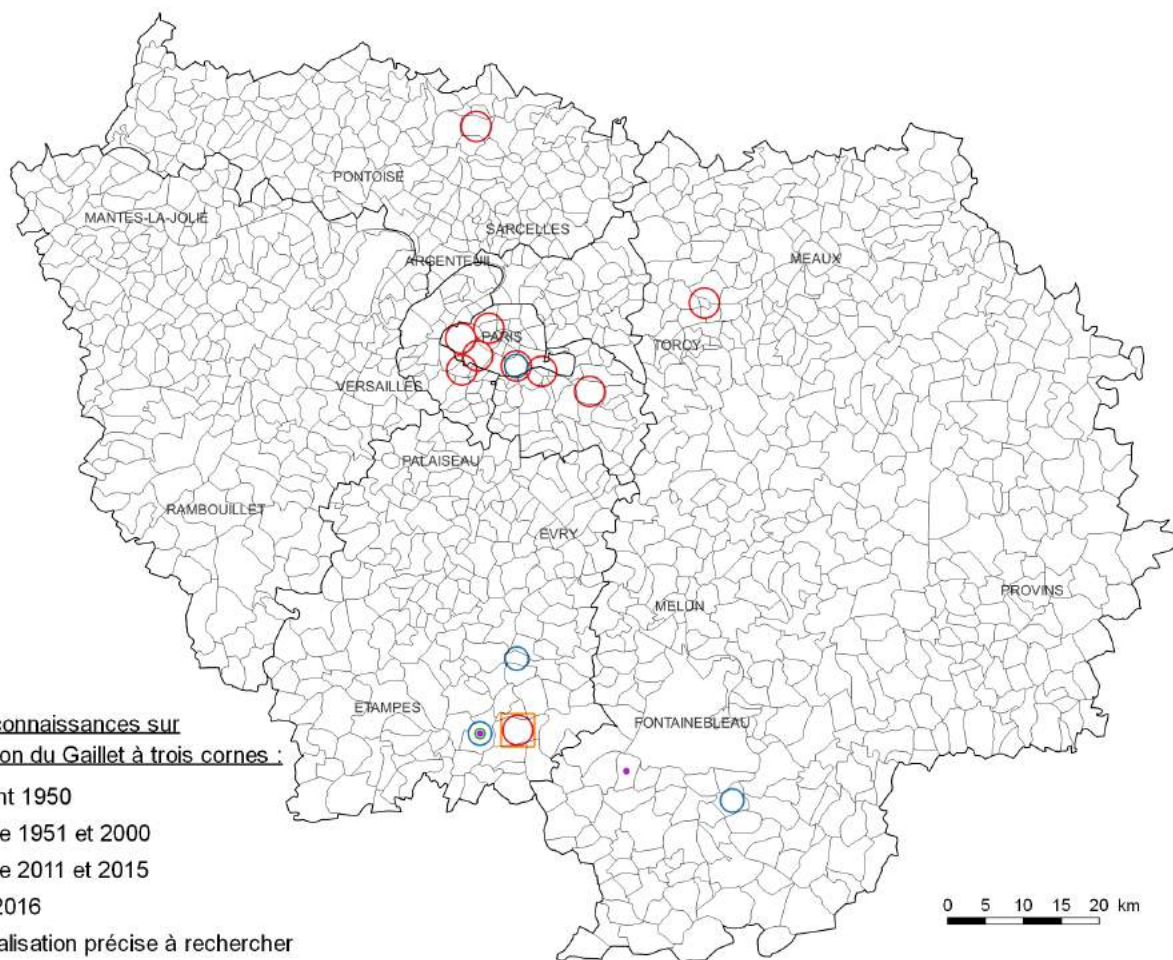 PONTOISE
MANTES-LA-JOLIE
SARCELLES
ARGENTEUIL
MEAUX
PARIS
TORCY
VERSAILLES
PALAISEAU
RAMBOUILLET
EVRY
MELUN
PROVINS
ETAMPES
FONTAINEBLEAU
connaissances sur
on du Gaillet à trois cornes :
nt 1950
e 1951 et 2000
e 2011 et 2015
2016
alisation précise à rechercher
0 5 10 15 20 km